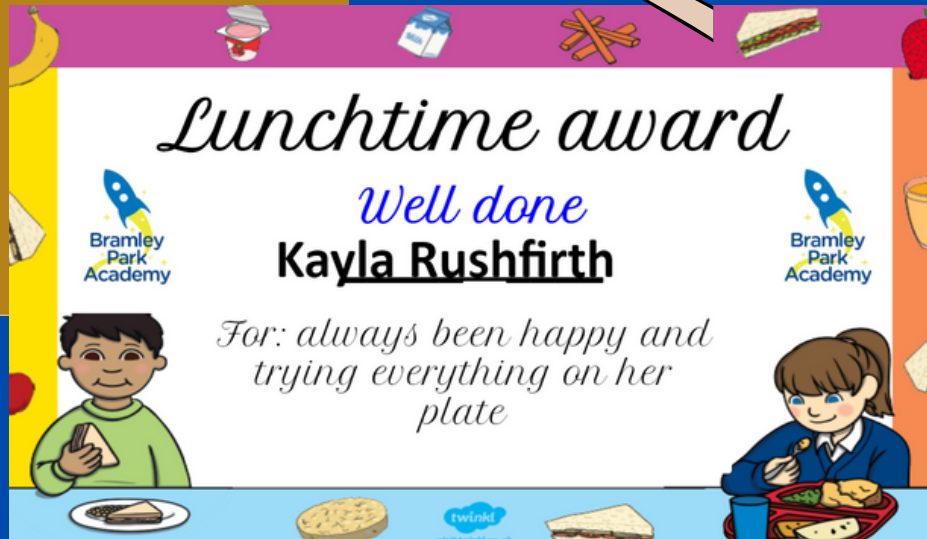 Lunchtime award
Well done
Kayla Rushfirth
Bramley
Park
Academy
Bramley
Park
Academy
For: always been happy and
trying everything on her
plate
twinkl